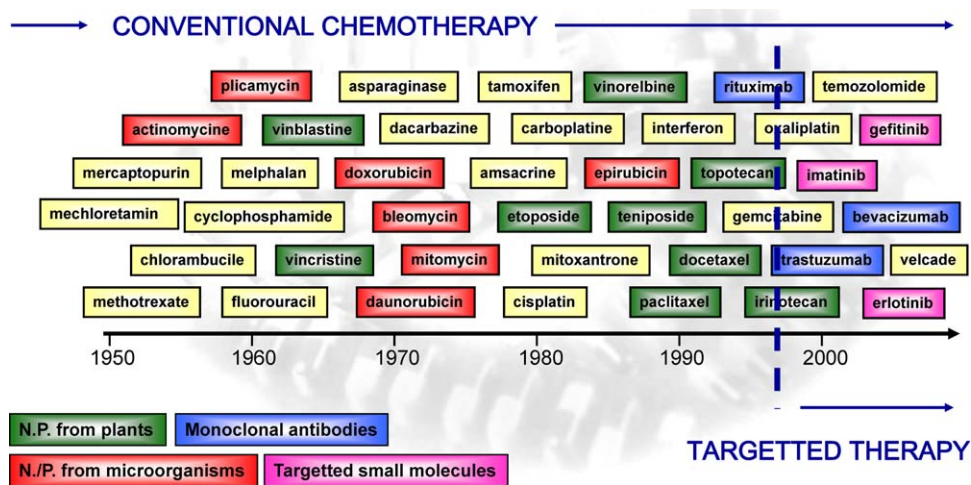 CONVENTIONAL CHEMOTHERAPY
plicamycin asparaginase tamoxifen vinorelbine rituximab temozolomide
actinomycine vinblastine dacarbazine carboplatine interferon oxaliplatin gefitinib
mercaptopurin melphalan doxorubicin amsacrine epirubicin topotecan imatinib
mechloretamin cyclophosphamide bleomycin etoposide teniposide gemcitabine bevacizumab
chlorambucile vincristine mitomycin mitoxantrone docetaxel trastuzumab velcade
methotrexate fluorouracil daunorubicin cisplatin paclitaxel irinotecan erlotinib
1950 1960 1970 1980 1990 2000
N.P. from plants Monoclonal antibodies
TARGETTED THERAPY
N./P. from microorganisms Targetted small molecules